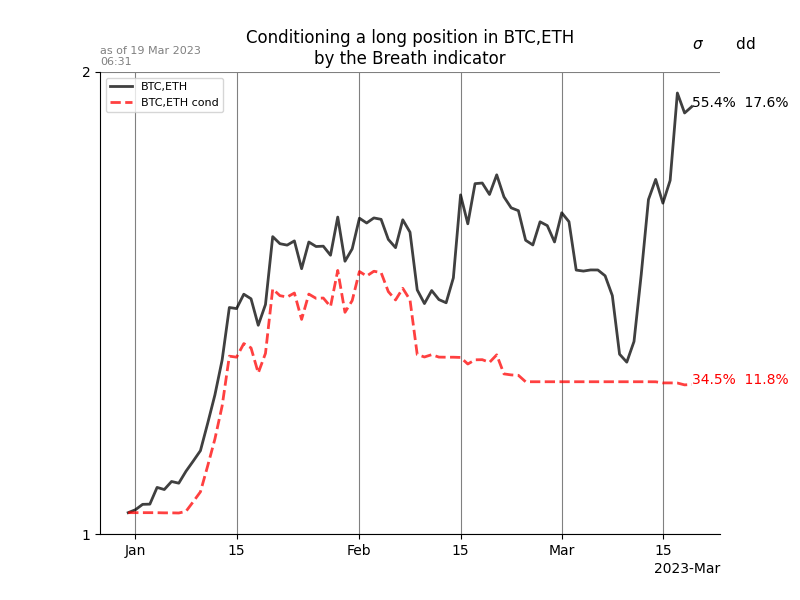 Conditioning a long position in BTC,ETH
by the Breath indicator
σ dd
as of 19 Mar 2023
06:31
2
BTC,ETH
BTC,ETH cond
55.4% 17.6%
34.5% 11.8%
1
Jan 15 Feb 15 Mar 15
2023-Mar